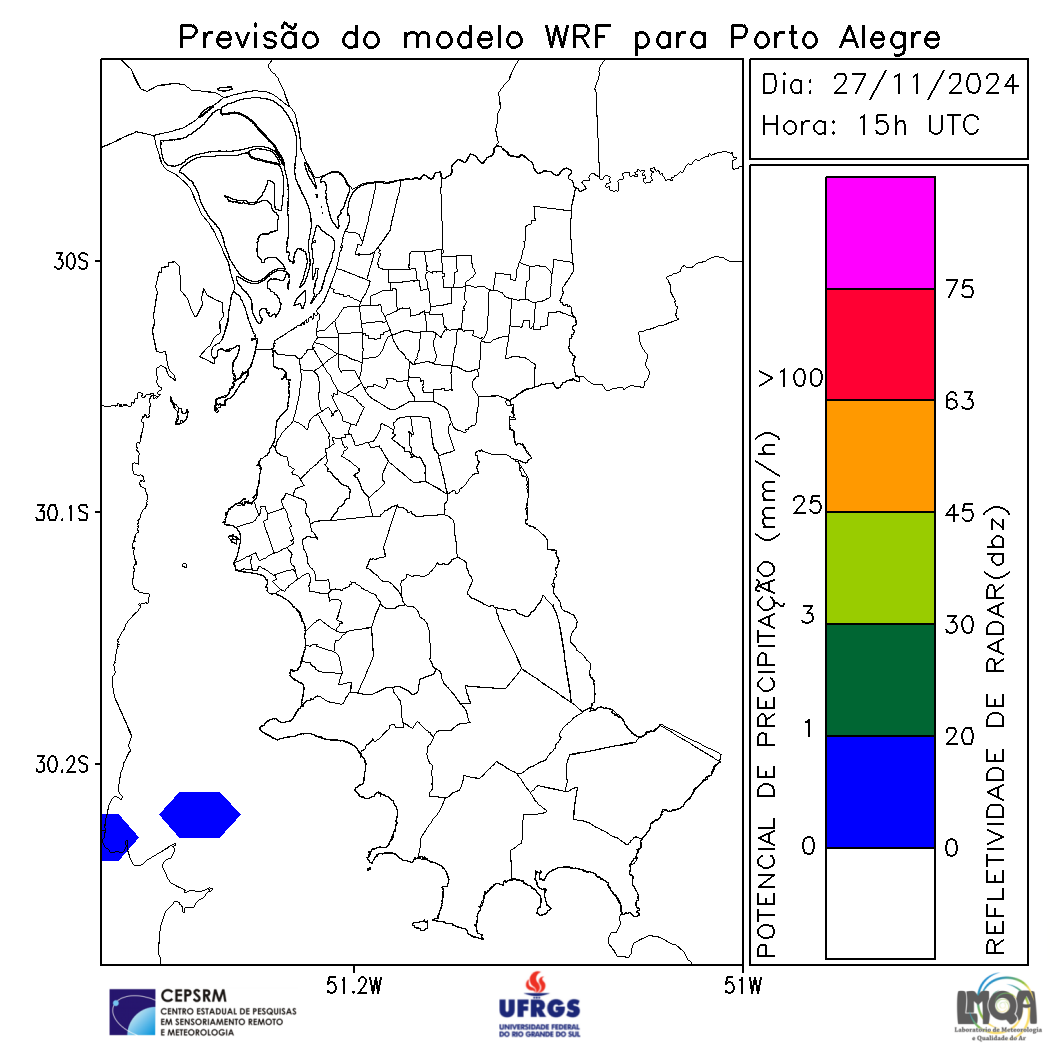 Previsão do modelo WRF para Porto Alegre
Dia: 27/11/2024
Hora: 15h UTC
30S
30.1S
30.2S
51.2W
51W
POTENCIAL DE PRECIPITAÇÃO (mm/h)
>100
25
3
1
0
75
63
45
30
20
0
REFLETIVIDADE DE RADAR(dbz)
CEPSRM
CENTRO ESTADUAL DE PESQUISAS
EM SENSORIAMENTO REMOTO
E METEOROLOGIA
UFRGS
UNIVERSIDADE FEDERAL
DO RIO GRANDE DO SUL
LMQA
Laboratório de Meteorologia
e Qualidade do Ar